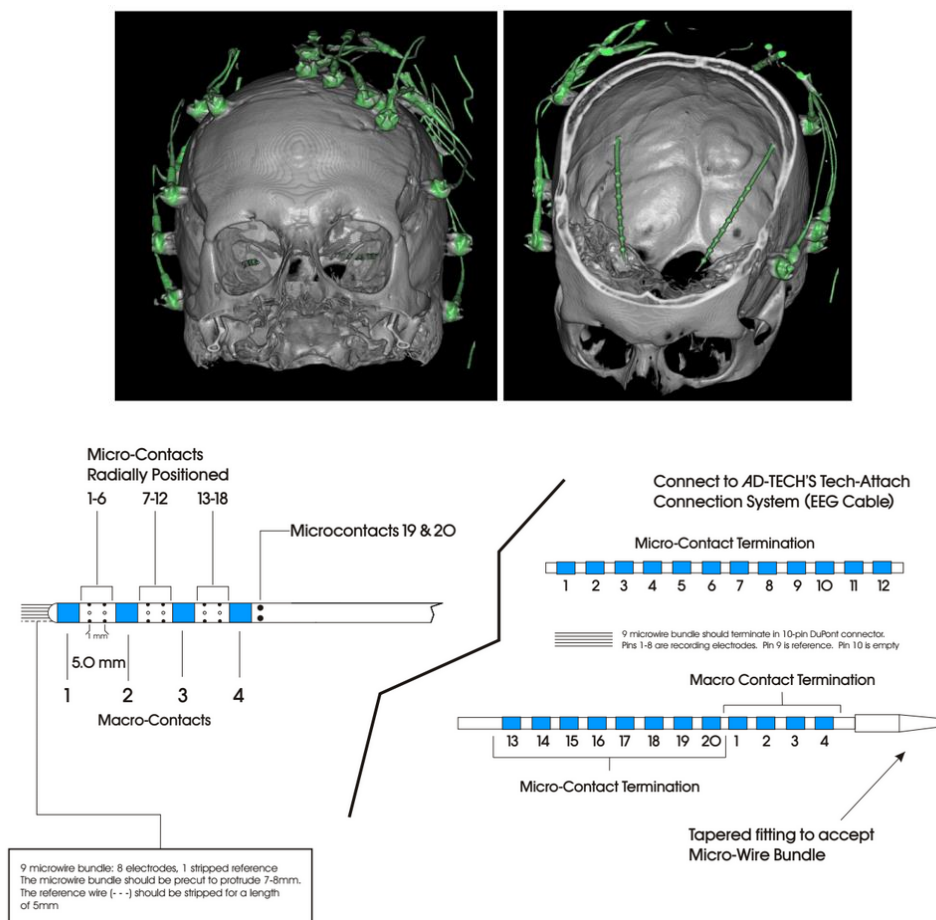 Micro-Contacts
Radially Positioned
1-6 7-12 13-18
Microcontacts 19 & 20
1 mm
5.0 mm
1 2 3 4
Macro-Contacts
9 microwire bundle: 8 electrodes, 1 stripped reference
The microwire bundle should be precut to protrude 7-8mm.
The reference wire (- - -) should be stripped for a length
of 5mm
Connect to AD-TECH'S Tech-Attach
Connection System (EEG Cable)
Micro-Contact Termination
1 2 3 4 5 6 7 8 9 10 11 12
9 microwire bundle should terminate in 10-pin DuPont connector.
Pins 1-8 are recording electrodes. Pin 9 is reference. Pin 10 is empty
Macro Contact Termination
13 14 15 16 17 18 19 20 1 2 3 4
Micro-Contact Termination
Tapered fitting to accept
Micro-Wire Bundle